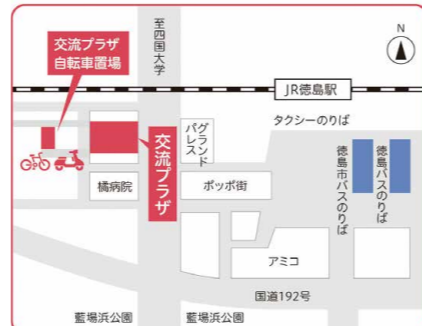 交流プラザ
自転車置場
至四国大学
N
JR徳島駅
タクシーのりば
グランド
パレス
交流プラザ
徳島市バスのりば
徳島バスのりば
橘病院
ポッポ街
アミコ
国道192号
藍場浜公園
藍場浜公園